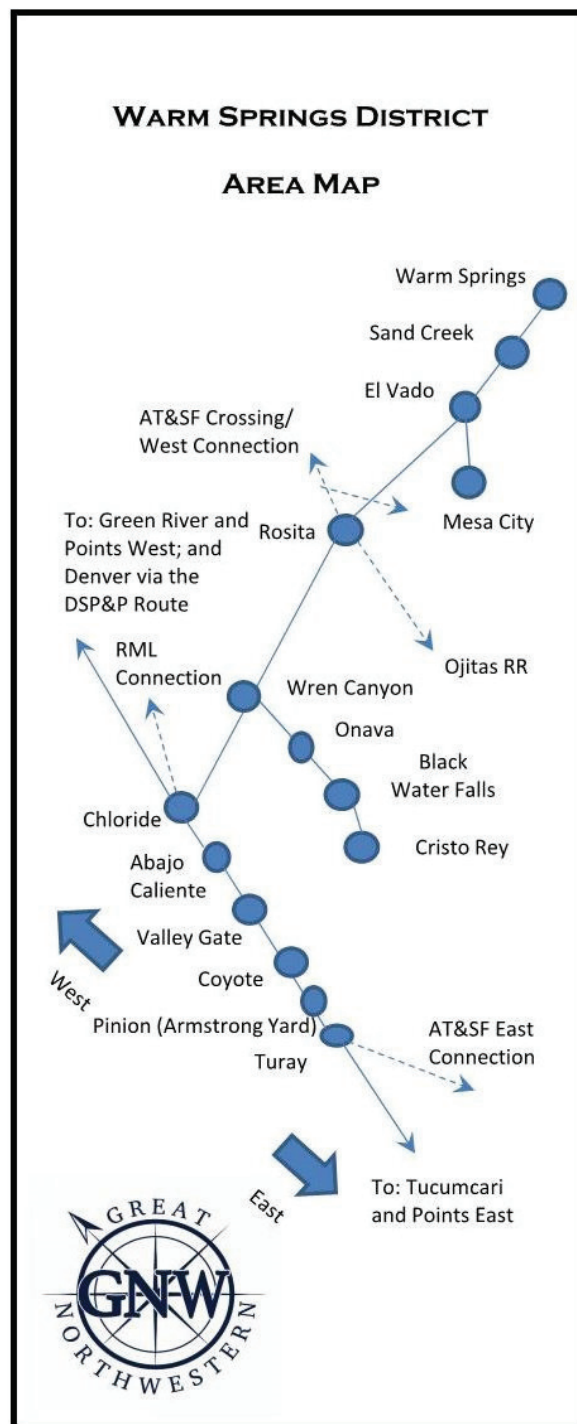 WARM SPRINGS DISTRICT
AREA MAP
Warm Springs
Sand Creek
El Vado
AT&SF Crossing/
West Connection
Mesa City
Rosita
To: Green River and
Points West; and
Denver via the
DSP&P Route
Ojitas RR
RML
Connection
Wren Canyon
Onava
Black
Water Falls
Chloride
Cristo Rey
Abajo
Caliente
Valley Gate
West
Coyote
Pinion (Armstrong Yard)
AT&SF East
Connection
Turay
East
To: Tucumcari
and Points East
GREAT
GNW
NORTHWESTERN